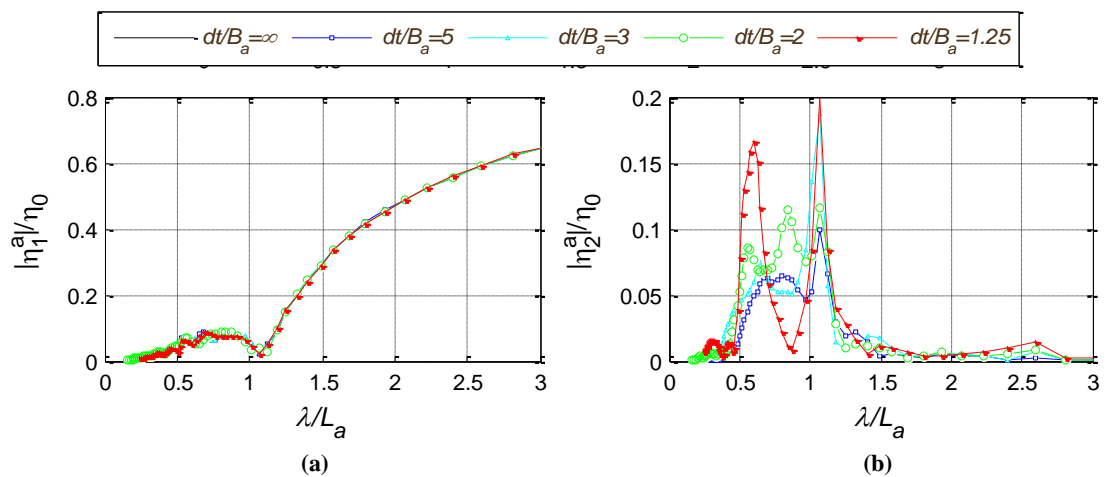 dt/B_a=∞ dt/B_a=5 dt/B_a=3 dt/B_a=2 dt/B_a=1.25
0.8
0.6
0.4
0.2
0
0 0.5 1 1.5 2 2.5 3
|η_1^a|/η_0
λ/L_a
(a)
0.2
0.15
0.1
0.05
0
0 0.5 1 1.5 2 2.5 3
|η_2^a|/η_0
λ/L_a
(b)